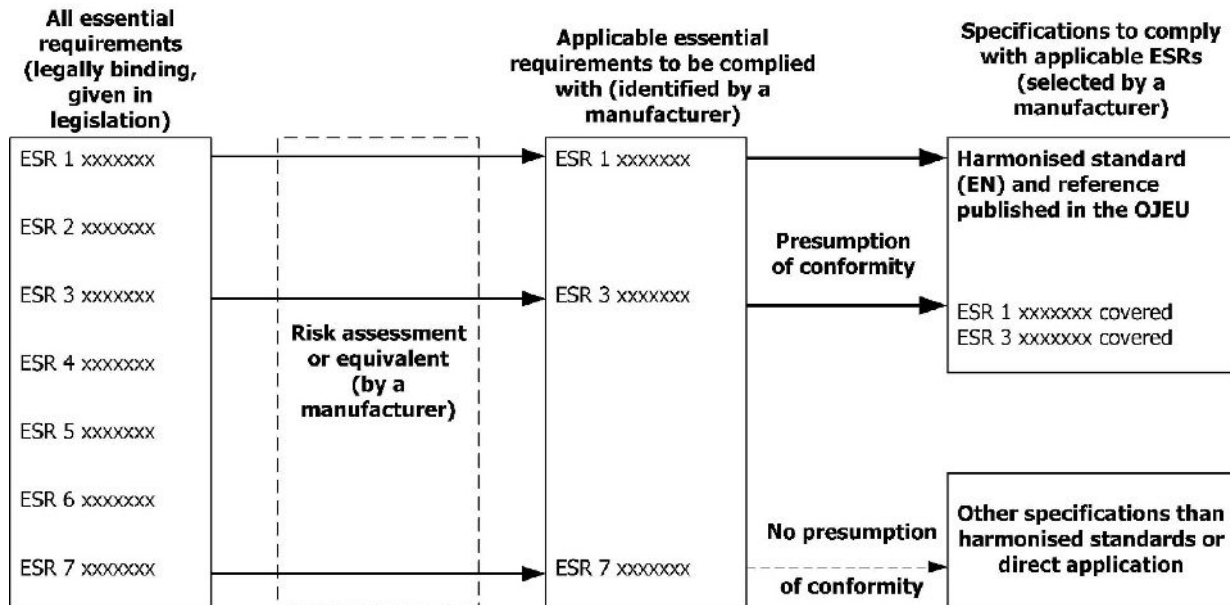 All essential
requirements
(legally binding,
given in
legislation)
ESR 1 xxxxxxx
ESR 2 xxxxxxx
ESR 3 xxxxxxx
ESR 4 xxxxxxx
ESR 5 xxxxxxx
ESR 6 xxxxxxx
ESR 7 xxxxxxx
Risk assessment
or equivalent
(by a
manufacturer)
Applicable essential
requirements to be complied
with (identified by a
manufacturer)
ESR 1 xxxxxxx
ESR 3 xxxxxxx
ESR 7 xxxxxxx
Presumption
of conformity
No presumption
of conformity
Specifications to comply
with applicable ESRs
(selected by a
manufacturer)
Harmonised standard
(EN) and reference
published in the OJEU
ESR 1 xxxxxxx covered
ESR 3 xxxxxxx covered
Other specifications than
harmonised standards or
direct application